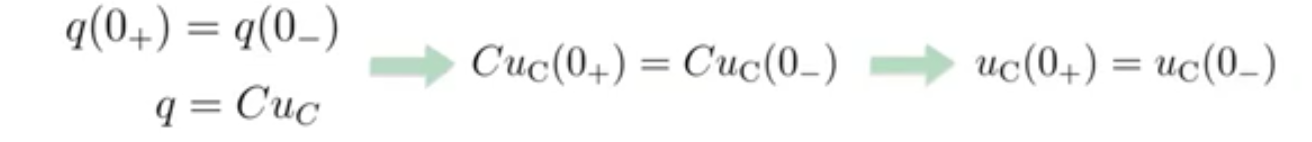 q(0₊) = q(0₋)
q = Cu_C
Cu_C(0₊) = Cu_C(0₋)
u_C(0₊) = u_C(0₋)